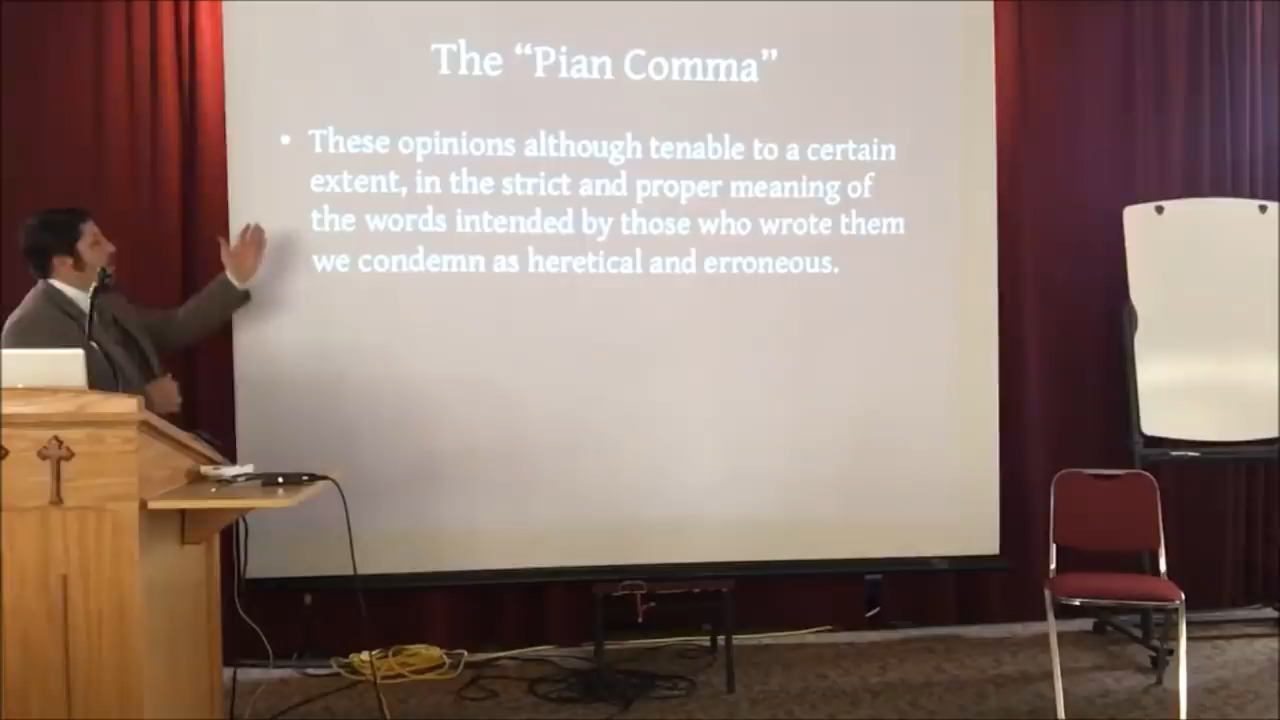 The “Pian Comma”
• These opinions although tenable to a certain
extent, in the strict and proper meaning of
the words intended by those who wrote them
we condemn as heretical and erroneous.